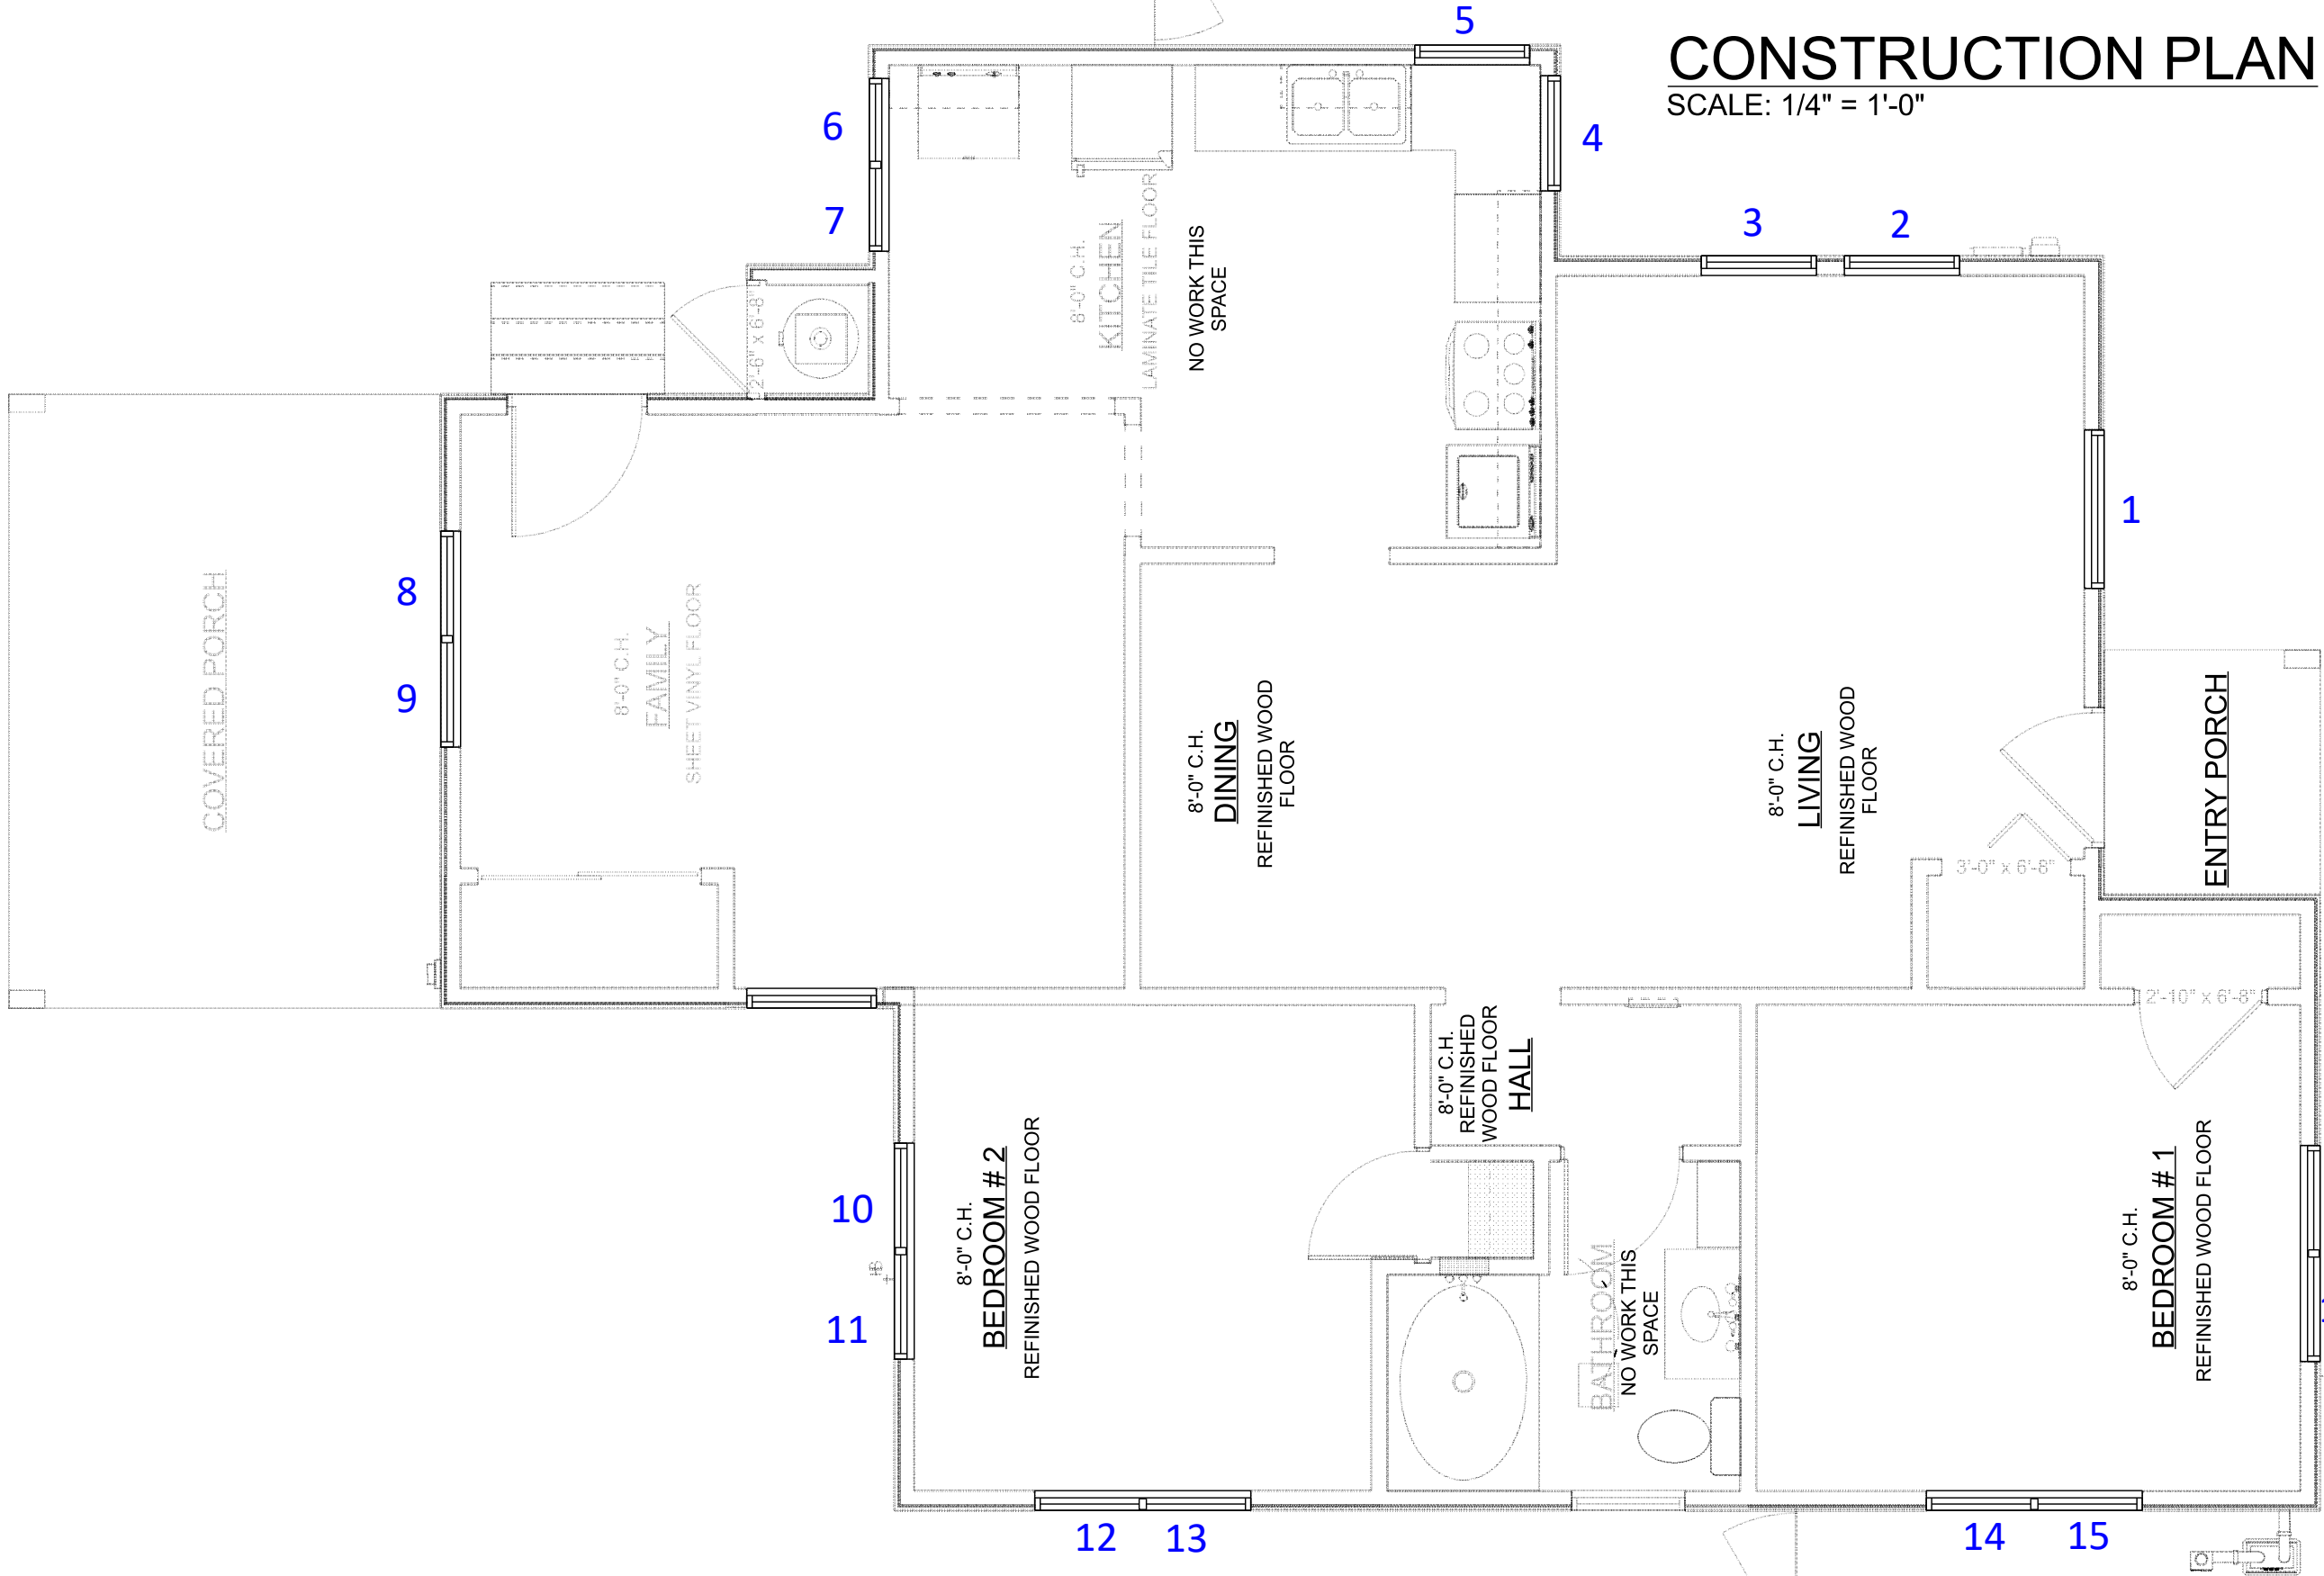 CONSTRUCTION PLAN
SCALE: 1/4" = 1'-0"
5
6
4
7
3
2
8'-0" C.H.
KITCHEN
LAMINATE TILE FLOOR
NO WORK THIS
SPACE
2'-6" X 6'-8"
1
8
9
COVERED PORCH
8'-0" C.H.
FAMILY
SHEET VINYL FLOOR
8'-0" C.H.
DINING
REFINISHED WOOD
FLOOR
8'-0" C.H.
LIVING
REFINISHED WOOD
FLOOR
ENTRY PORCH
3'-0" x 6'-8"
2'-10" x 6'-8"
8'-0" C.H.
REFINISHED
WOOD FLOOR
HALL
10
11
8'-0" C.H.
BEDROOM # 2
REFINISHED WOOD FLOOR
BATHROOM
NO WORK THIS
SPACE
8'-0" C.H.
BEDROOM # 1
REFINISHED WOOD FLOOR
12
13
14
15